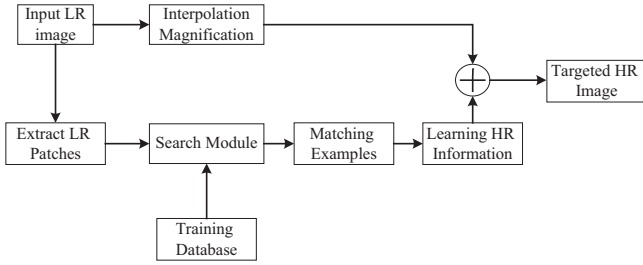 Input LR
image
Interpolation
Magnification
Targeted HR
Image
Extract LR
Patches
Search Module
Matching
Examples
Learning HR
Information
Training
Database